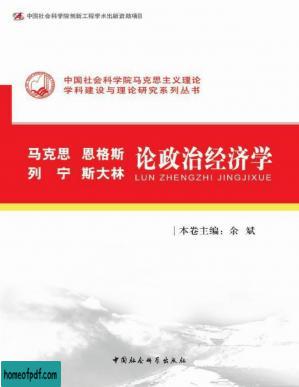 中国社会科学院创新工程学术出版资助项目
中国社会科学院马克思主义理论
学科建设与理论研究系列丛书
马克思 恩格斯
列 宁 斯大林
论政治经济学
LUN ZHENGZHI JINGJIXUE
本卷主编：余 斌
homeofpdf.com
中国社会科学出版社